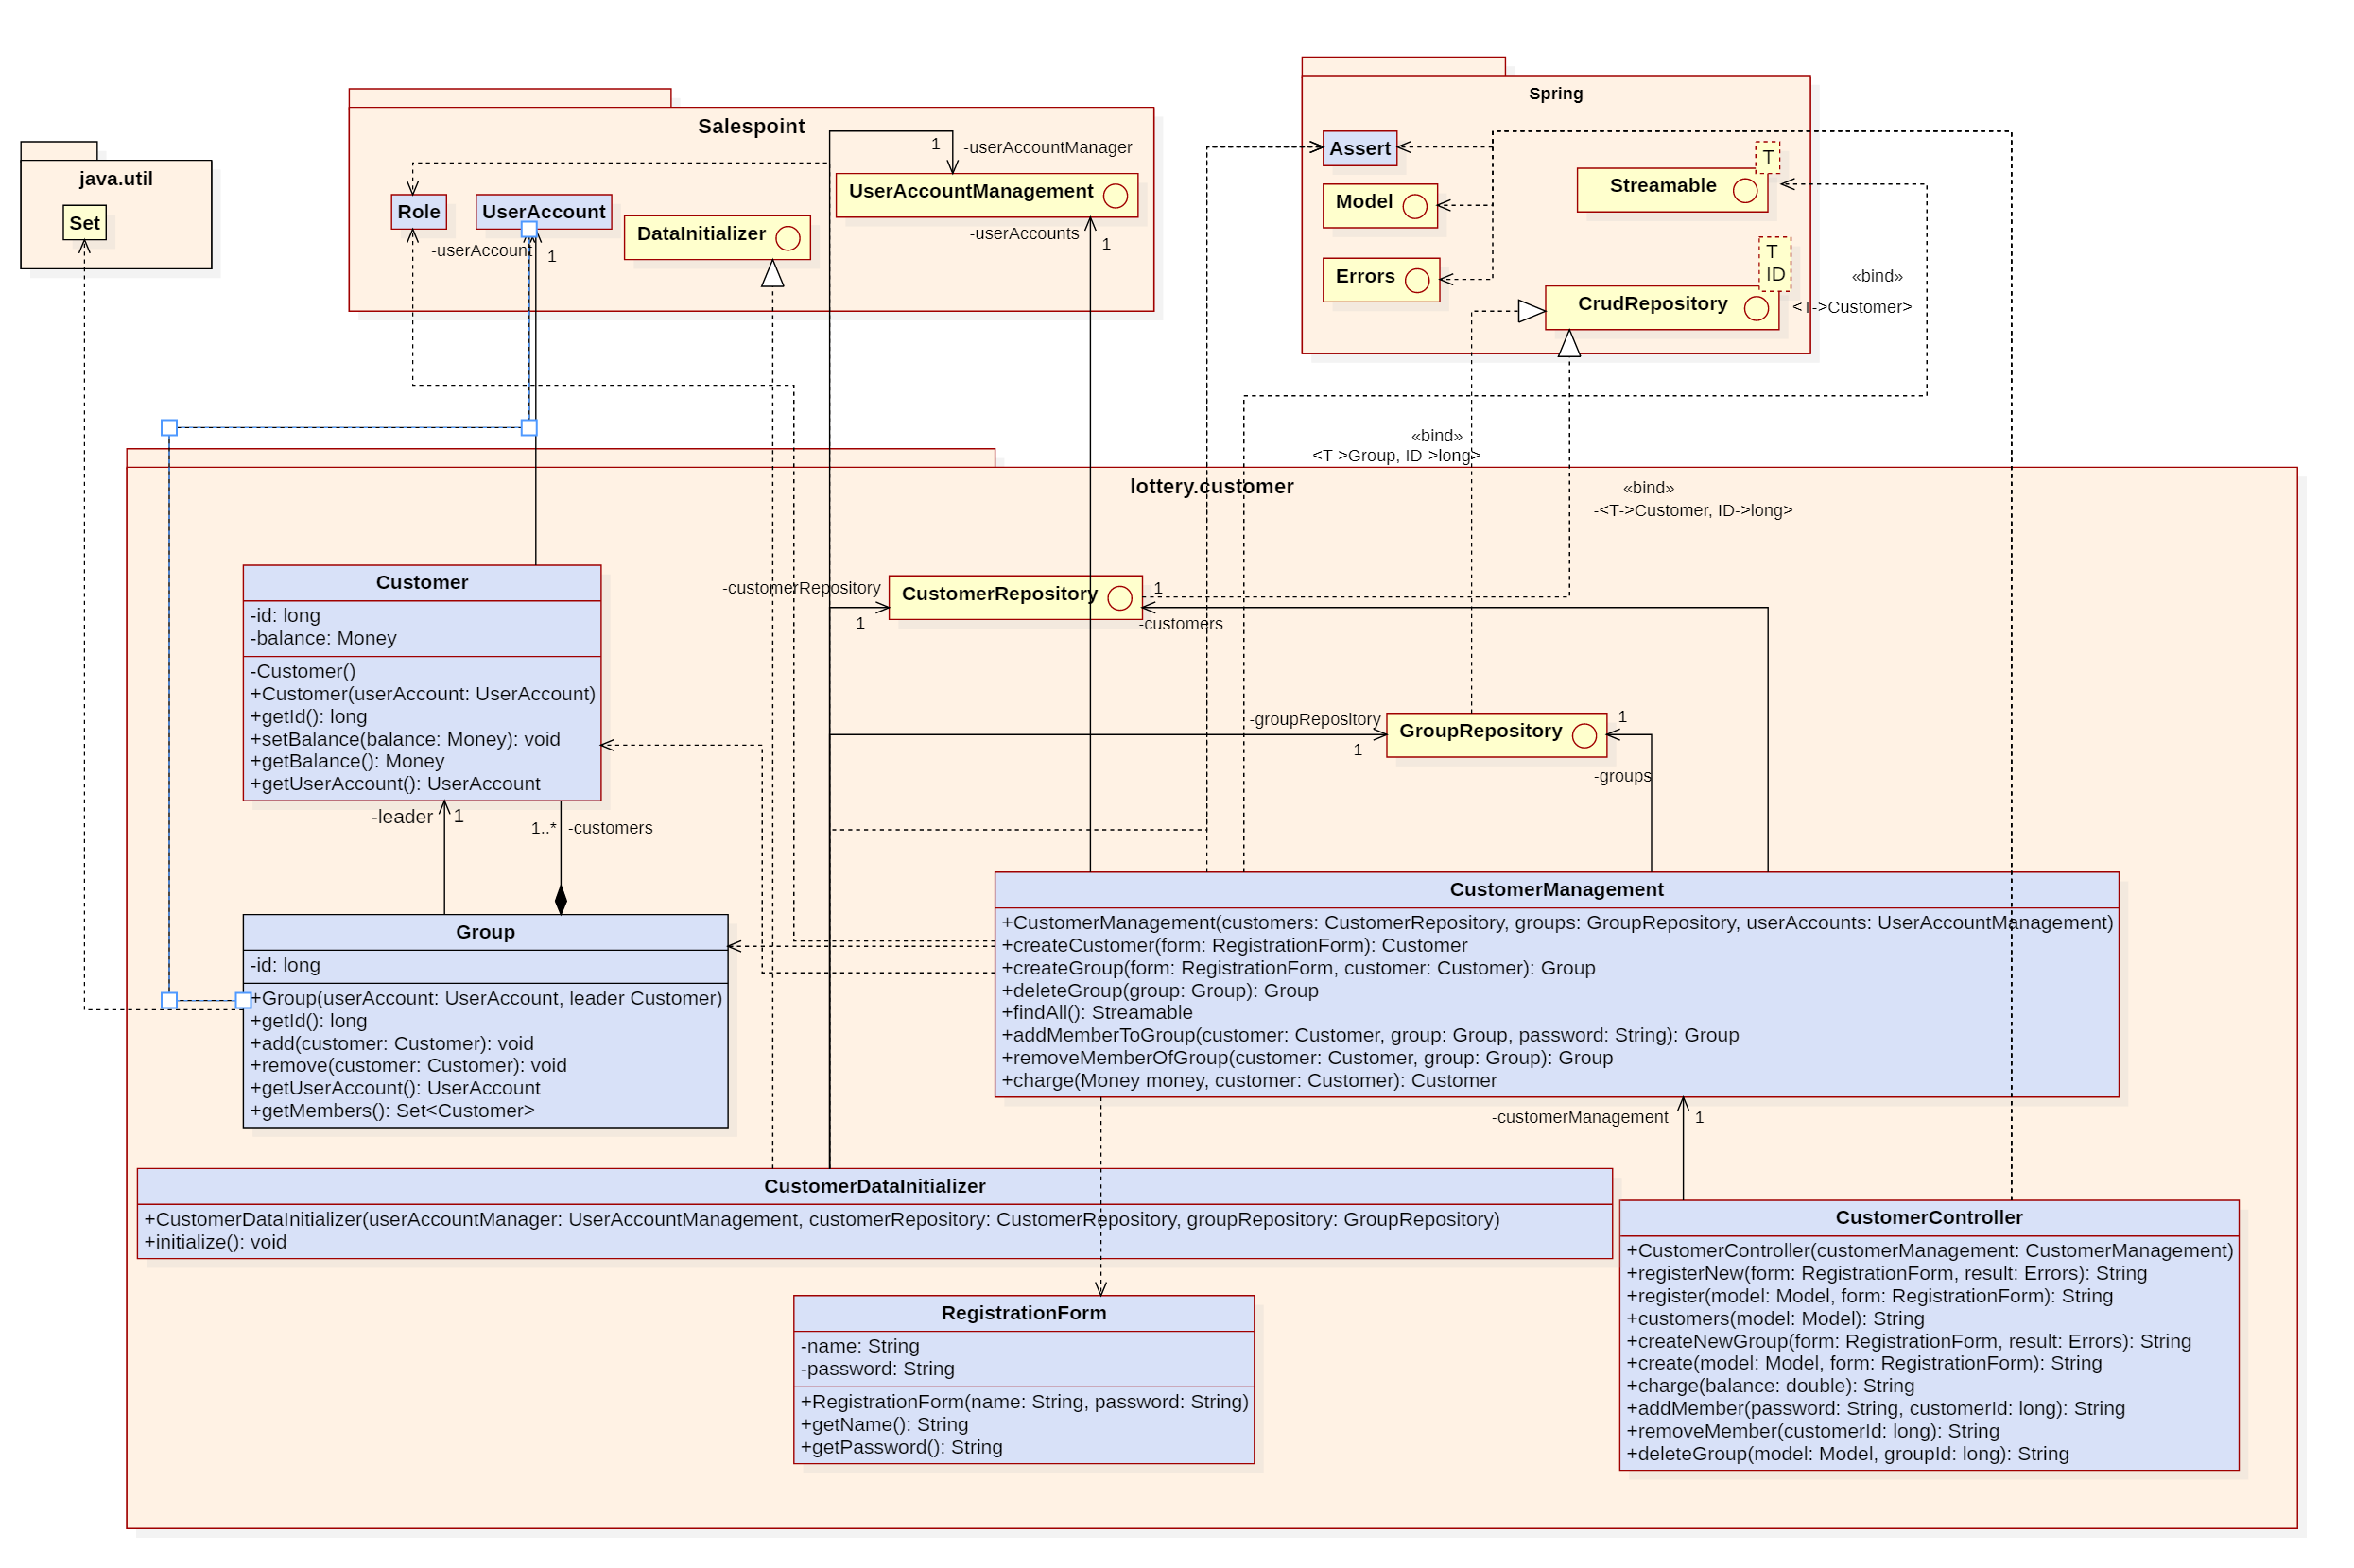 Spring
Salespoint
java.util
Set
Role
UserAccount
-userAccount
1
DataInitializer
1
-userAccountManager
UserAccountManagement
-userAccounts
1
Assert
Model
Errors
T
Streamable
T
ID
CrudRepository
«bind»
<T->Customer>
«bind»
-<T->Group, ID->long>
«bind»
-<T->Customer, ID->long>
lottery.customer
Customer
-id: long
-balance: Money
-Customer()
+Customer(userAccount: UserAccount)
+getId(): long
+setBalance(balance: Money): void
+getBalance(): Money
+getUserAccount(): UserAccount
-leader
1
1..*
-customers
-customerRepository
1
CustomerRepository
1
-customers
-groupRepository
1
GroupRepository
1
-groups
Group
-id: long
+Group(userAccount: UserAccount, leader Customer)
+getId(): long
+add(customer: Customer): void
+remove(customer: Customer): void
+getUserAccount(): UserAccount
+getMembers(): Set<Customer>
CustomerManagement
+CustomerManagement(customers: CustomerRepository, groups: GroupRepository, userAccounts: UserAccountManagement)
+createCustomer(form: RegistrationForm): Customer
+createGroup(form: RegistrationForm, customer: Customer): Group
+deleteGroup(group: Group): Group
+findAll(): Streamable
+addMemberToGroup(customer: Customer, group: Group, password: String): Group
+removeMemberOfGroup(customer: Customer, group: Group): Group
+charge(Money money, customer: Customer): Customer
-customerManagement
1
CustomerDataInitializer
+CustomerDataInitializer(userAccountManager: UserAccountManagement, customerRepository: CustomerRepository, groupRepository: GroupRepository)
+initialize(): void
RegistrationForm
-name: String
-password: String
+RegistrationForm(name: String, password: String)
+getName(): String
+getPassword(): String
CustomerController
+CustomerController(customerManagement: CustomerManagement)
+registerNew(form: RegistrationForm, result: Errors): String
+register(model: Model, form: RegistrationForm): String
+customers(model: Model): String
+createNewGroup(form: RegistrationForm, result: Errors): String
+create(model: Model, form: RegistrationForm): String
+charge(balance: double): String
+addMember(password: String, customerId: long): String
+removeMember(customerId: long): String
+deleteGroup(model: Model, groupId: long): String